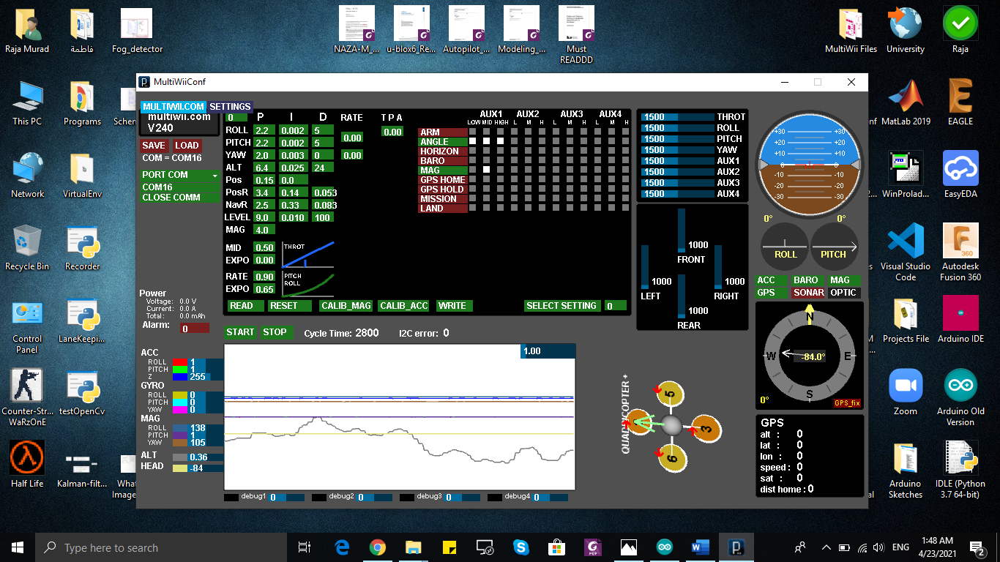 Raja Murad
فاطمة
Fog_detector
NAZA-M_...
u-blox6_Re...
Autopilot_...
Modeling_...
Must READDD
MultiWii Files
University
Raja
This PC
Programs
Schen
MatLab 2019
EAGLE
Network
VirtualEnv
WinProlad...
EasyEDA
Recycle Bin
Recorder
Visual Studio Code
Autodesk Fusion 360
Control Panel
LaneKeepi...
Projects File
Arduino IDE
Counter-Str... WaRzOnE
testOpenCv
Zoom
Arduino Old Version
Half Life
Kalman-filt...
What
Image
Arduino Sketches
IDLE (Python 3.7 64-bit)
MultiWiiConf
MULTIWII.COM SETTINGS
multiwii.com
V240
SAVE LOAD
COM = COM16
PORT COM
COM16
CLOSE COMM
0 P I D RATE T P A
ROLL 2.2 0.002 5
PITCH 2.2 0.002 5
0.00 0.00
YAW 2.0 0.003 0 0.00
ALT 6.4 0.025 24
Pos 0.15 0.0
PosR 3.4 0.14 0.053
NavR 2.5 0.33 0.083
LEVEL 9.0 0.010 100
MAG 4.0
MID 0.50
EXPO 0.00
THROT
RATE 0.90
EXPO 0.65
PITCH
ROLL
AUX1 AUX2 AUX3 AUX4
LOW MID HIGH L M H L M H L M H
ARM
ANGLE
HORIZON
BARO
MAG
GPS HOME
GPS HOLD
MISSION
LAND
READ RESET CALIB_MAG CALIB_ACC WRITE SELECT SETTING 0
1500 THROT
1500 ROLL
1500 PITCH
1500 YAW
1500 AUX1
1500 AUX2
1500 AUX3
1500 AUX4
1000
FRONT
1000
LEFT
1000
RIGHT
1000
REAR
+30 +30
+20 +20
+10 +10
-10 -10
-20 -20
-30 -30
0° 0°
ROLL PITCH
ACC BARO MAG
GPS SONAR OPTIC
N
W -84.0° E
S
0° GPS_fix
GPS
alt : 0
lat : 0
lon : 0
speed : 0
sat : 0
dist home : 0
Power
Voltage: 0.0 V
Current: 0.0 A
Total : 0.0 mAh
Alarm: 0
START STOP Cycle Time: 2800 I2C error: 0
1.00
ACC
ROLL 1
PITCH 1
Z 255
GYRO
ROLL 0
PITCH 0
YAW 0
MAG
ROLL 138
PITCH 1
YAW 105
ALT 0.36
HEAD -84
debug1 0 debug2 0 debug3 0 debug4 0
QUADRICOPTER +
5
3
6
Type here to search
ENG
1:48 AM
4/23/2021
2